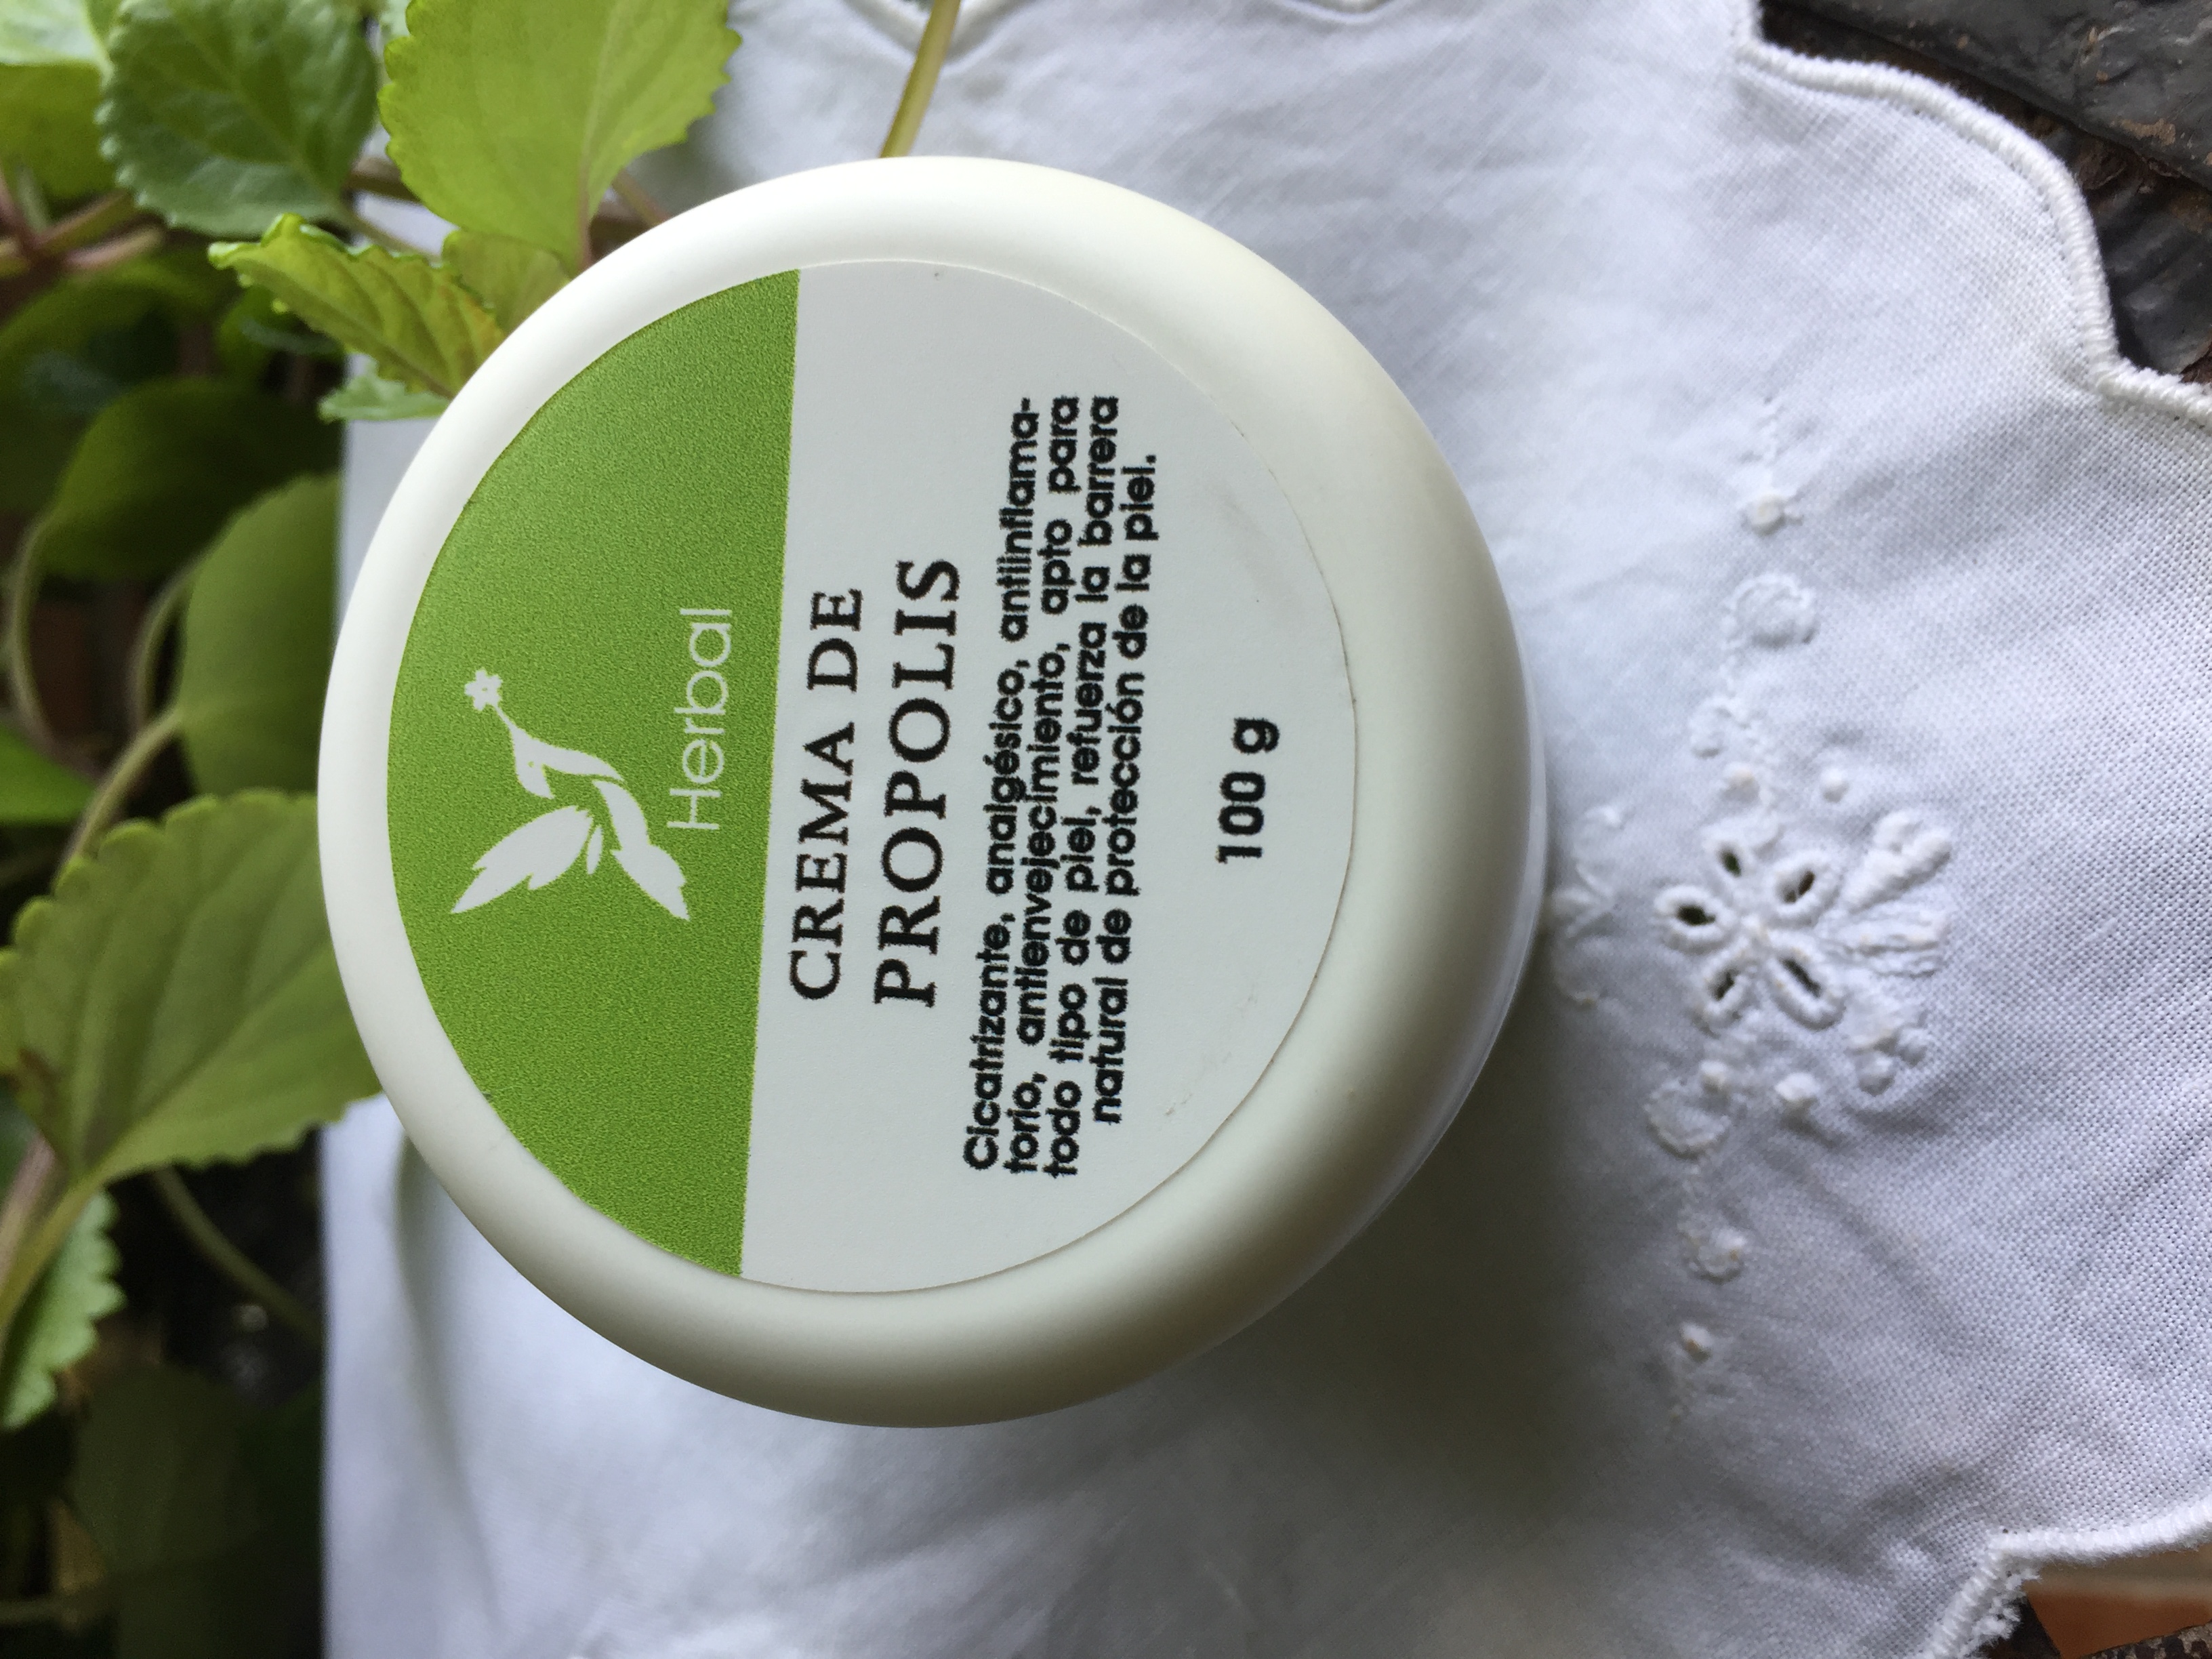 Herbal
CREMA DE
PROPOLIS
Cicatrizante, analgésico, antiinflama-
torio, antienvejecimiento, apto para
todo tipo de piel, refuerza la barrera
natural de protección de la piel.
100 g